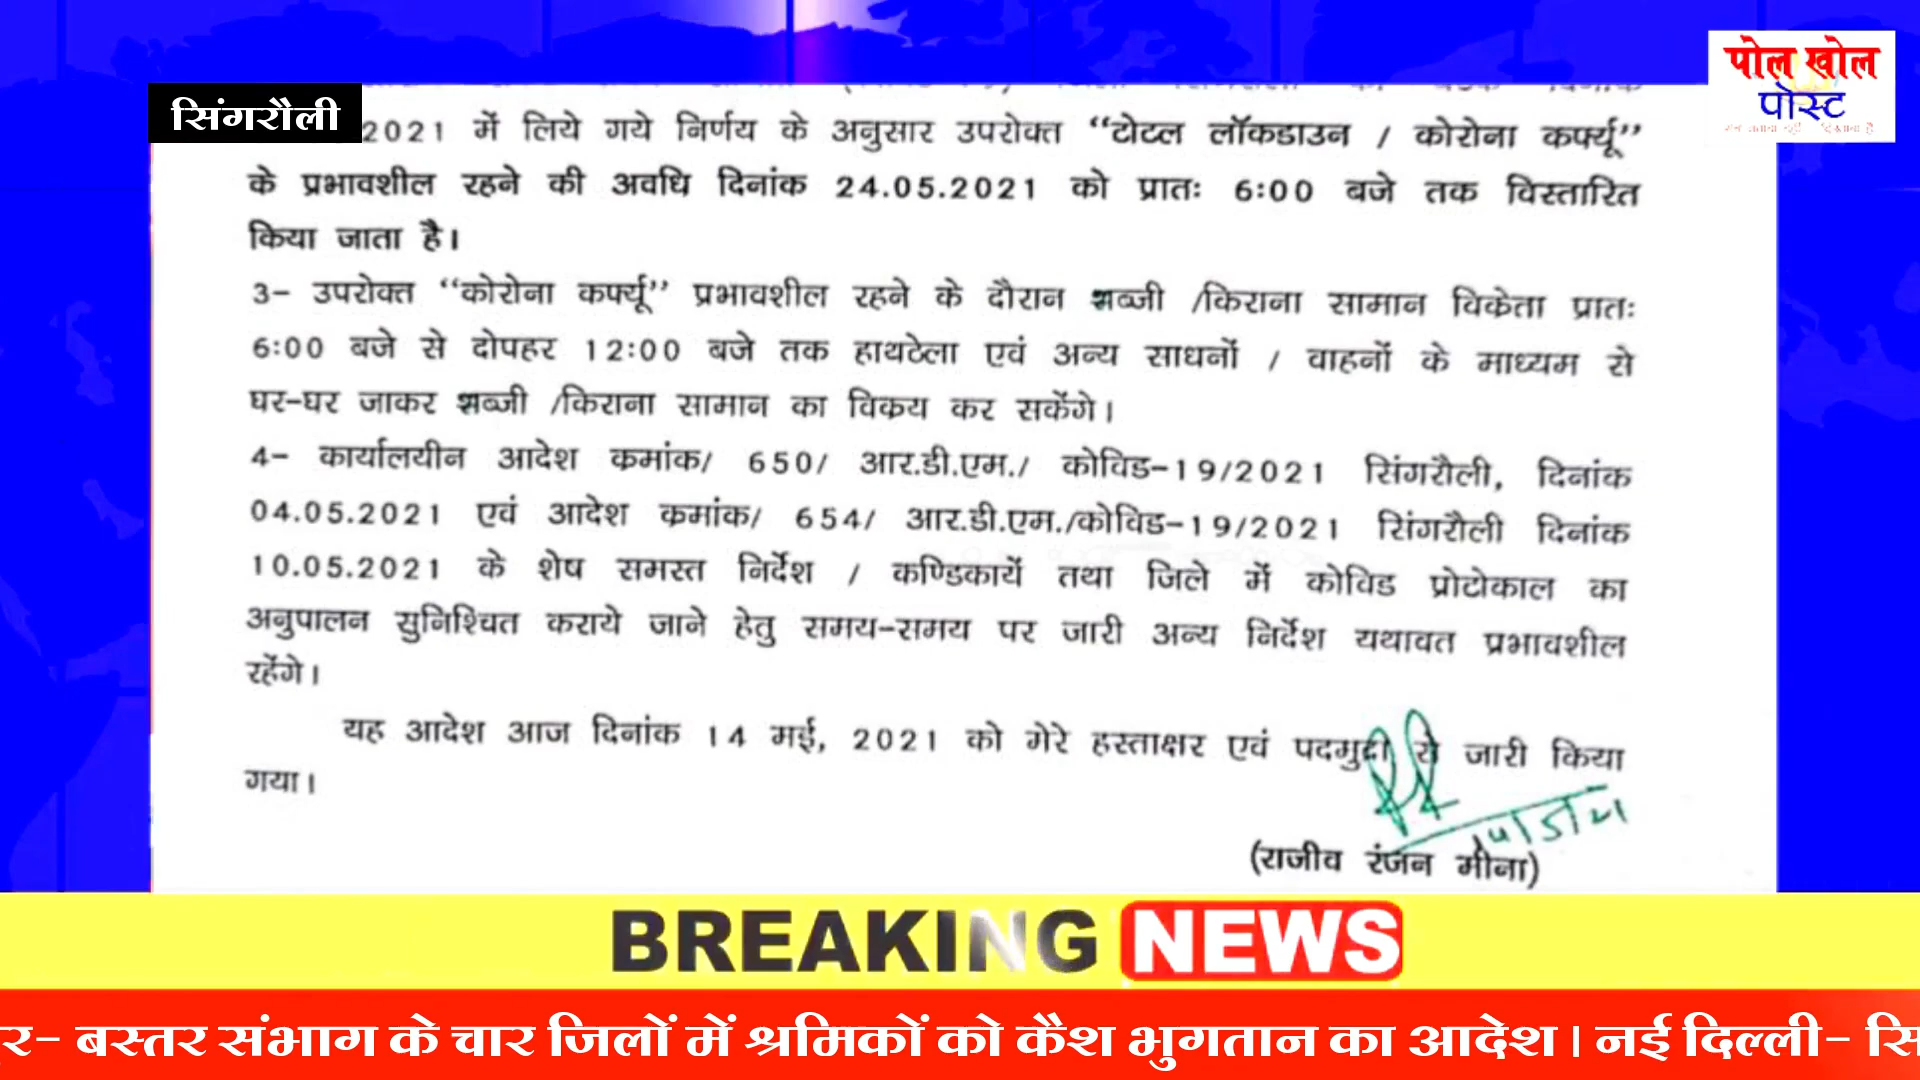 पोल खोल
पोस्ट
सिंगरौली
2021 में लिये गये निर्णय के अनुसार उपरोक्त “टोटल लॉकडाउन / कोरोना कर्फ्यू”
के प्रभावशील रहने की अवधि दिनांक 24.05.2021 को प्रातः 6:00 बजे तक विस्तारित
किया जाता है।
3- उपरोक्त “कोरोना कर्फ्यू” प्रभावशील रहने के दौरान सब्जी /किराना सामान विकेता प्रातः
6:00 बजे से दोपहर 12:00 बजे तक हाथठेला एवं अन्य साधनों / वाहनों के माध्यम से
घर-घर जाकर सब्जी /किराना सामान का विकय कर सकेंगे।
4- कार्यालयीन आदेश कमांक/ 650/ आर.डी.एम./ कोविड-19/2021 सिंगरौली, दिनांक
04.05.2021 एवं आदेश कमांक/ 654/ आर.डी.एम./कोविड-19/2021 सिंगरौली दिनांक
10.05.2021 के शेष समस्त निर्देश / कण्डिकायें तथा जिले में कोविड प्रोटोकाल का
अनुपालन सुनिश्चित कराये जाने हेतु समय-समय पर जारी अन्य निर्देश यथावत प्रभावशील
रहेंगे।
यह आदेश आज दिनांक 14 मई, 2021 को मेरे हस्ताक्षर एवं पदमुद्रा से जारी किया
गया।
(राजीव रंजन मीना)
BREAKING NEWS
र- बस्तर संभाग के चार जिलों में श्रमिकों को कैश भुगतान का आदेश । नई दिल्ली- सि